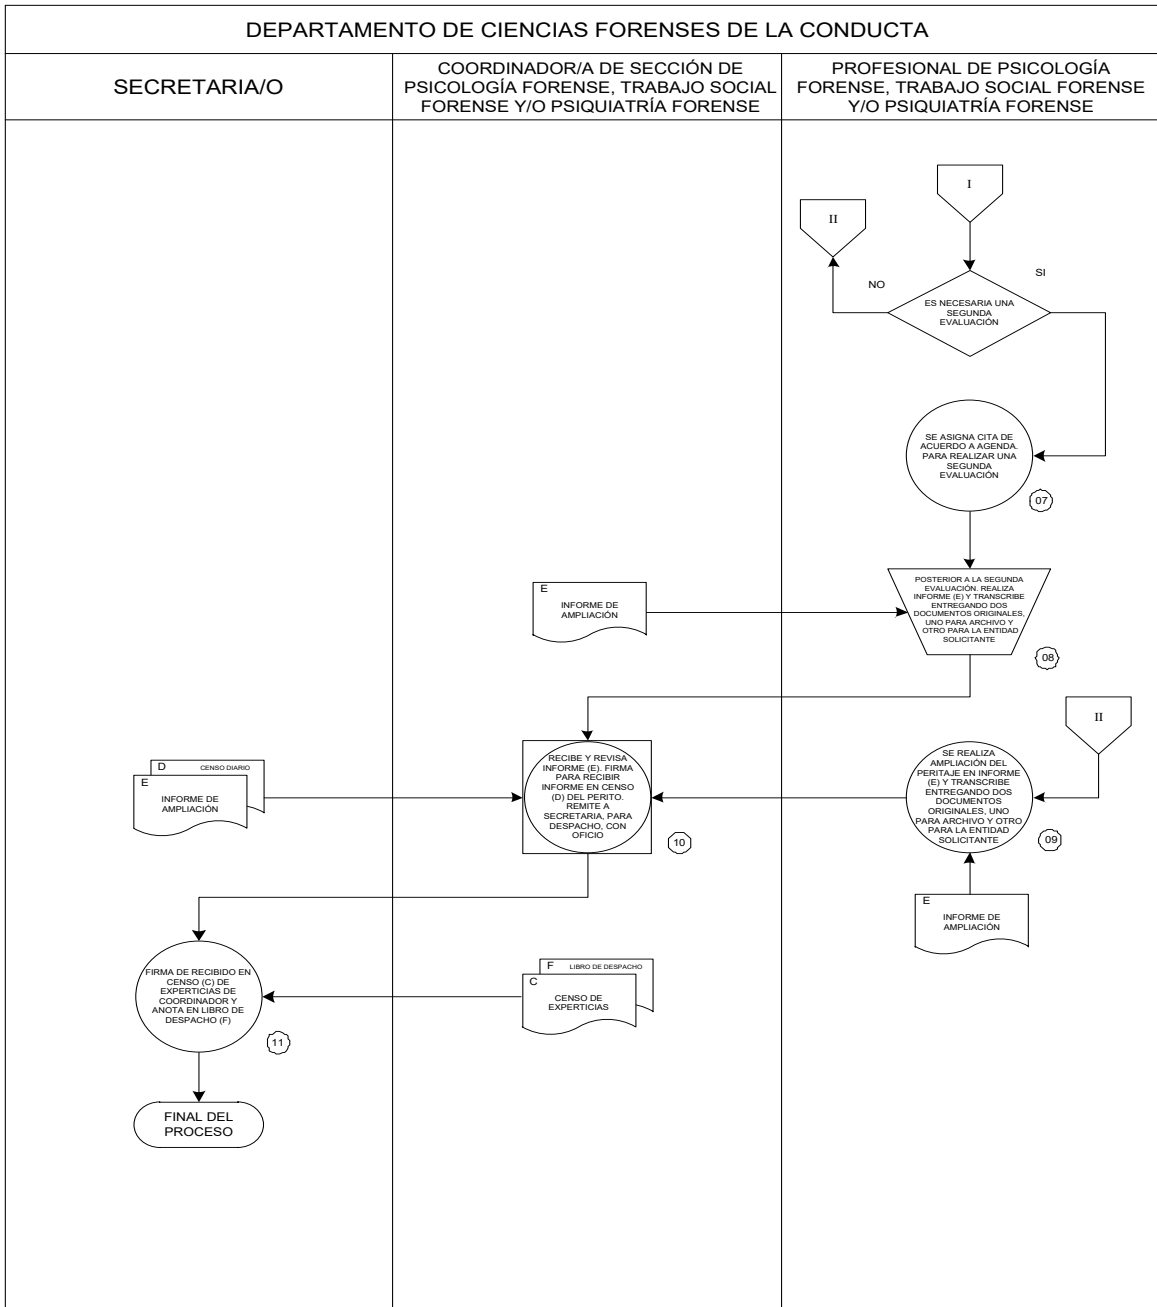 DEPARTAMENTO DE CIENCIAS FORENSES DE LA CONDUCTA
SECRETARIA/O
COORDINADOR/A DE SECCIÓN DE
PSICOLOGÍA FORENSE, TRABAJO SOCIAL
FORENSE Y/O PSIQUIATRÍA FORENSE
PROFESIONAL DE PSICOLOGÍA
FORENSE, TRABAJO SOCIAL FORENSE
Y/O PSIQUIATRÍA FORENSE
I
II
NO
SI
ES NECESARIA UNA
SEGUNDA
EVALUACIÓN
SE ASIGNA CITA DE
ACUERDO A AGENDA.
PARA REALIZAR UNA
SEGUNDA
EVALUACIÓN
07
E
INFORME DE
AMPLIACIÓN
POSTERIOR A LA SEGUNDA
EVALUACIÓN. REALIZA
INFORME (E) Y TRANSCRIBE
ENTREGANDO DOS
DOCUMENTOS ORIGINALES,
UNO PARA ARCHIVO Y
OTRO PARA LA ENTIDAD
SOLICITANTE
08
II
D CENSO DIARIO
E
INFORME DE
AMPLIACIÓN
RECIBE Y REVISA
INFORME (E). FIRMA
PARA RECIBIR
INFORME EN CENSO
(D) DEL PERITO.
REMITE A
SECRETARIA, PARA
DESPACHO, CON
OFICIO
10
SE REALIZA
AMPLIACIÓN DEL
PERITAJE EN INFORME
(E) Y TRANSCRIBE
ENTREGANDO DOS
DOCUMENTOS
ORIGINALES, UNO
PARA ARCHIVO Y OTRO
PARA LA ENTIDAD
SOLICITANTE
09
E
INFORME DE
AMPLIACIÓN
FIRMA DE RECIBIDO EN
CENSO (C) DE
EXPERTICIAS DE
COORDINADOR Y
ANOTA EN LIBRO DE
DESPACHO (F)
11
F LIBRO DE DESPACHO
C
CENSO DE
EXPERTICIAS
FINAL DEL
PROCESO